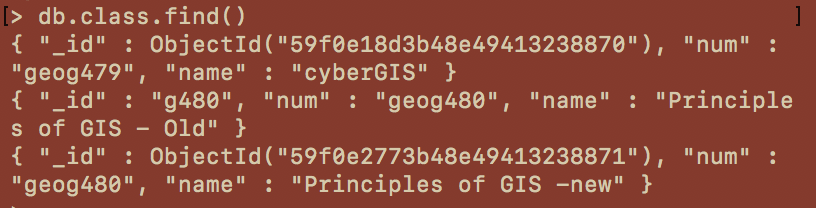 [> db.class.find() ]
{ "_id" : ObjectId("59f0e18d3b48e49413238870"), "num" :
"geog479", "name" : "cyberGIS" }
{ "_id" : "g480", "num" : "geog480", "name" : "Principle
s of GIS - Old" }
{ "_id" : ObjectId("59f0e2773b48e49413238871"), "num" :
"geog480", "name" : "Principles of GIS -new" }